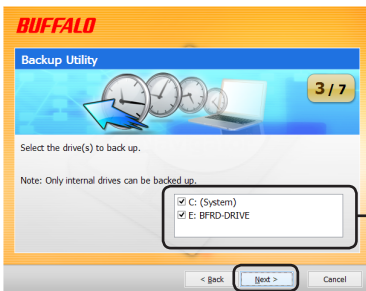 BUFFALO
Backup Utility
3 / 7
Select the drive(s) to back up.
Note: Only internal drives can be backed up.
C: (System)
E: BFRD-DRIVE
< Back
Next >
Cancel